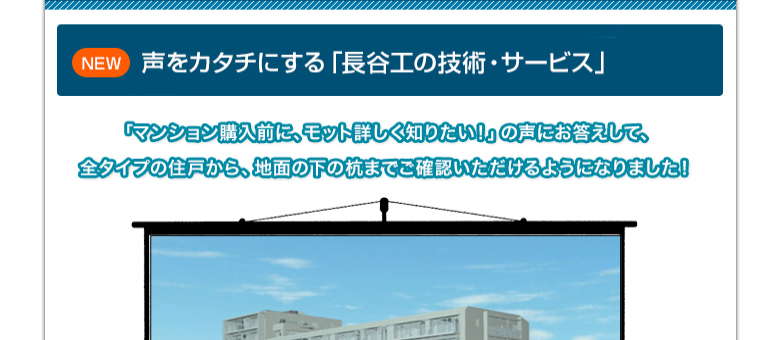 NEW 声をカタチにする「長谷工の技術・サービス」
「マンション購入前に、モット詳しく知りたい！」の声にお答えして、
全タイプの住戸から、地面の下の杭までご確認いただけるようになりました！